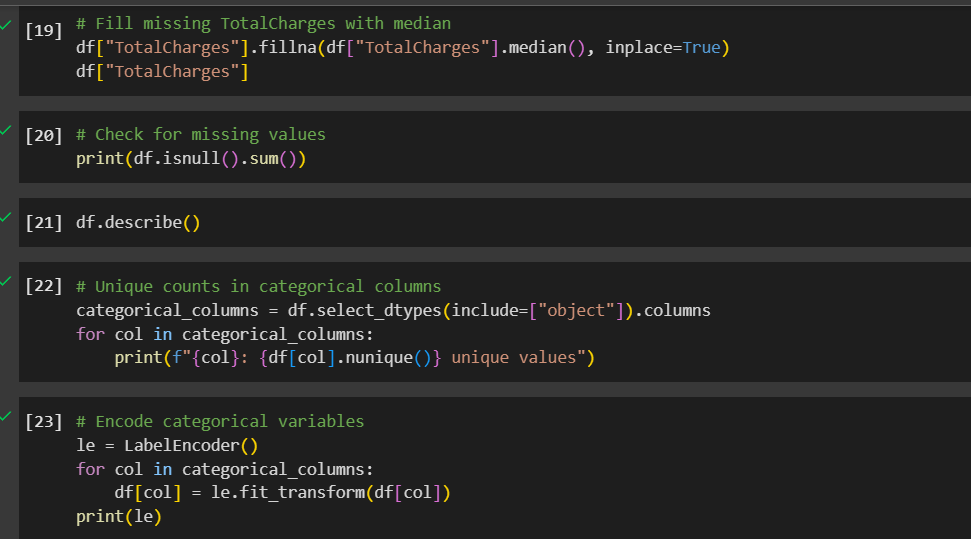 [19] # Fill missing TotalCharges with median
df["TotalCharges"].fillna(df["TotalCharges"].median(), inplace=True)
df["TotalCharges"]
[20] # Check for missing values
print(df.isnull().sum())
[21] df.describe()
[22] # Unique counts in categorical columns
categorical_columns = df.select_dtypes(include=["object"]).columns
for col in categorical_columns:
    print(f"{col}: {df[col].nunique()} unique values")
[23] # Encode categorical variables
le = LabelEncoder()
for col in categorical_columns:
    df[col] = le.fit_transform(df[col])
print(le)